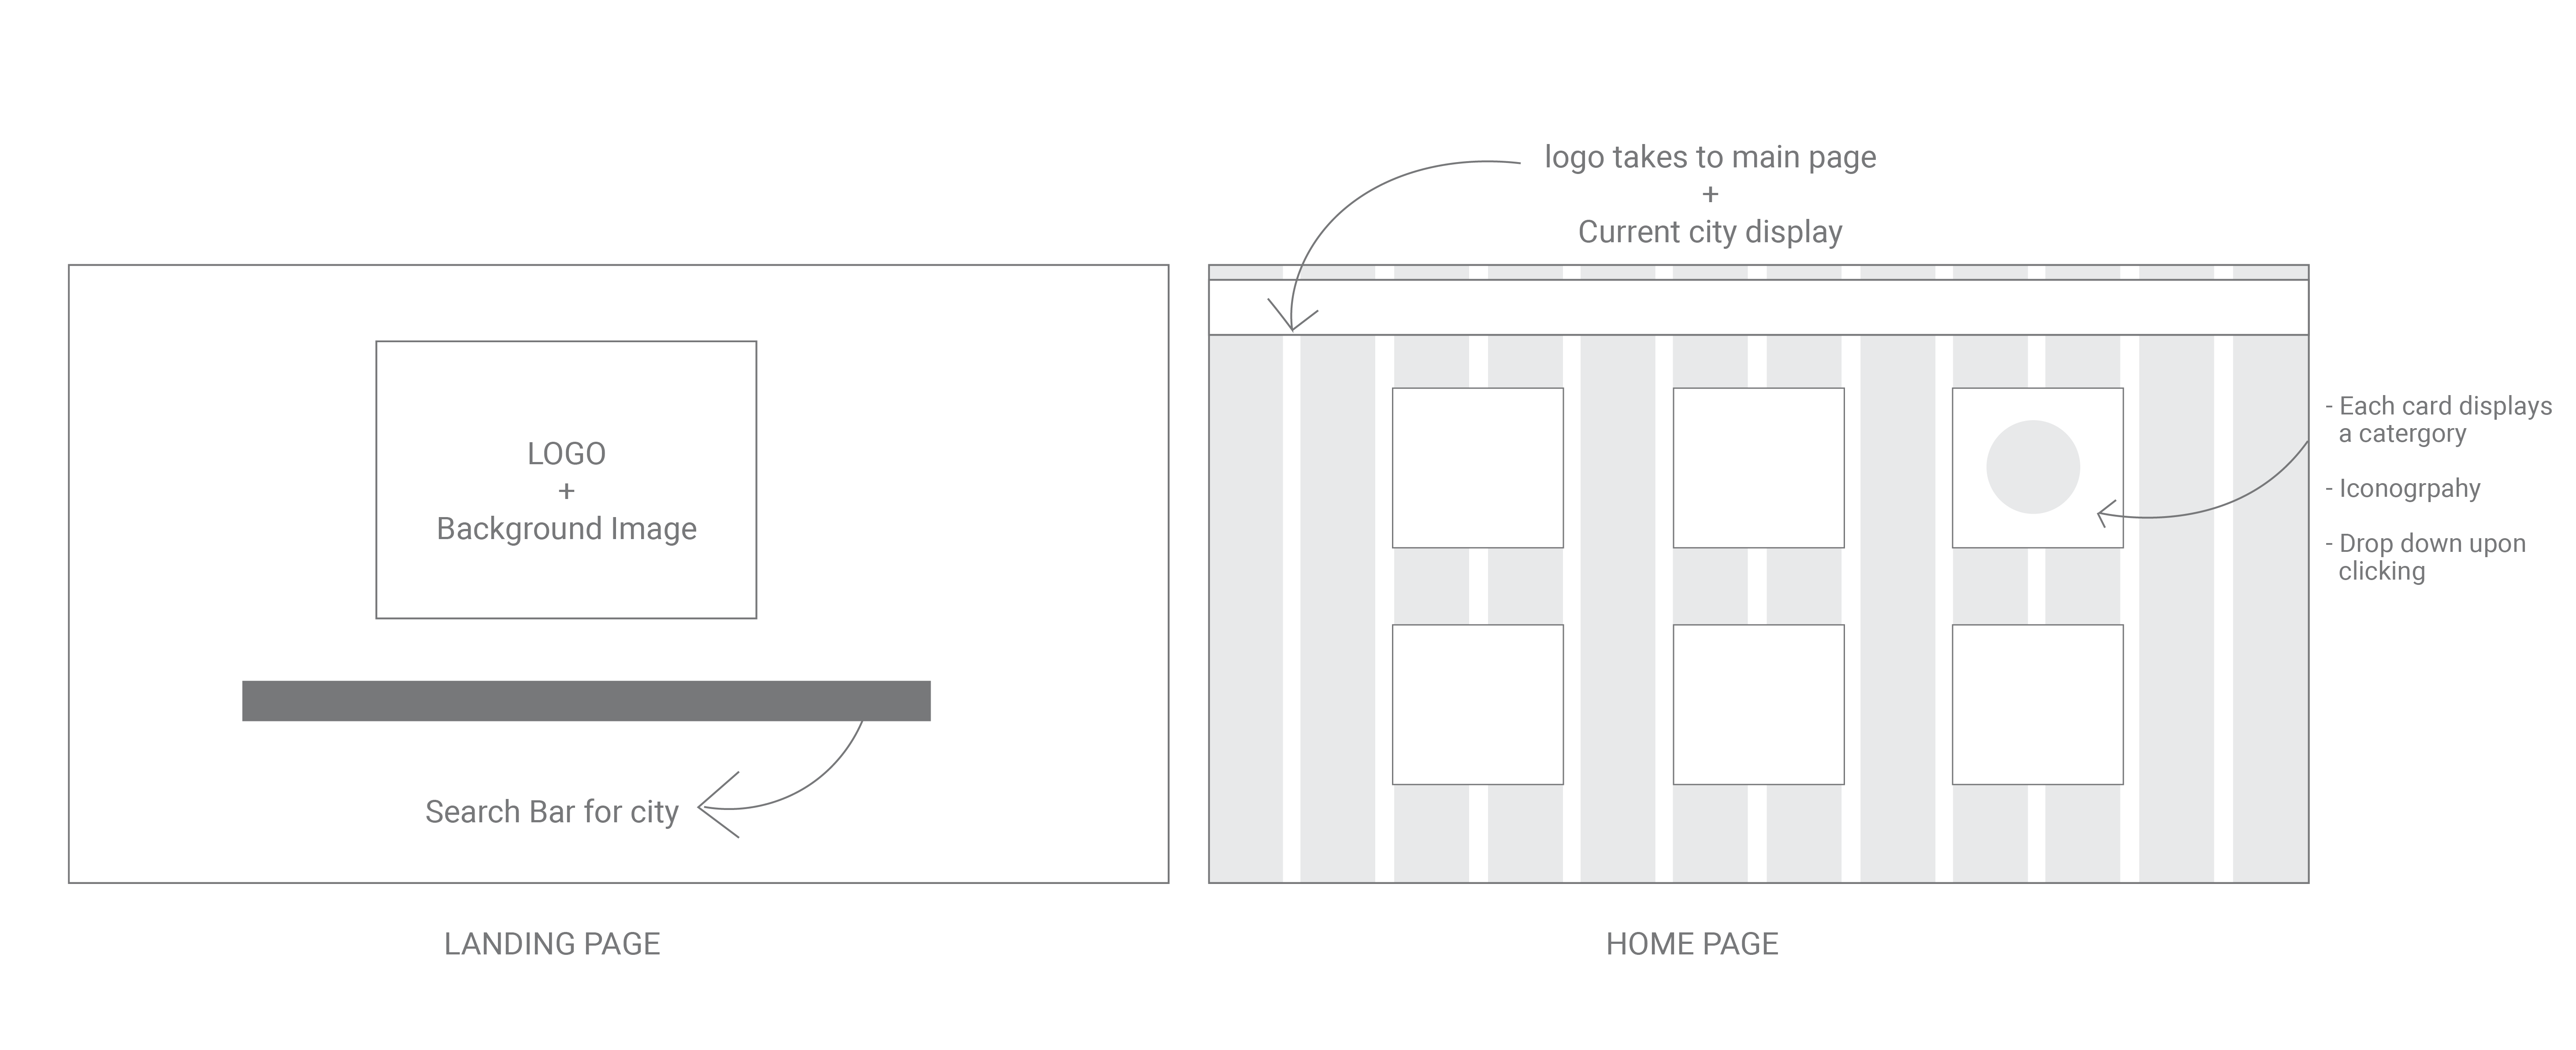 logo takes to main page
+
Current city display
LOGO
+
Background Image
Search Bar for city
- Each card displays
a catergory
- Iconogrpahy
- Drop down upon
clicking
LANDING PAGE
HOME PAGE